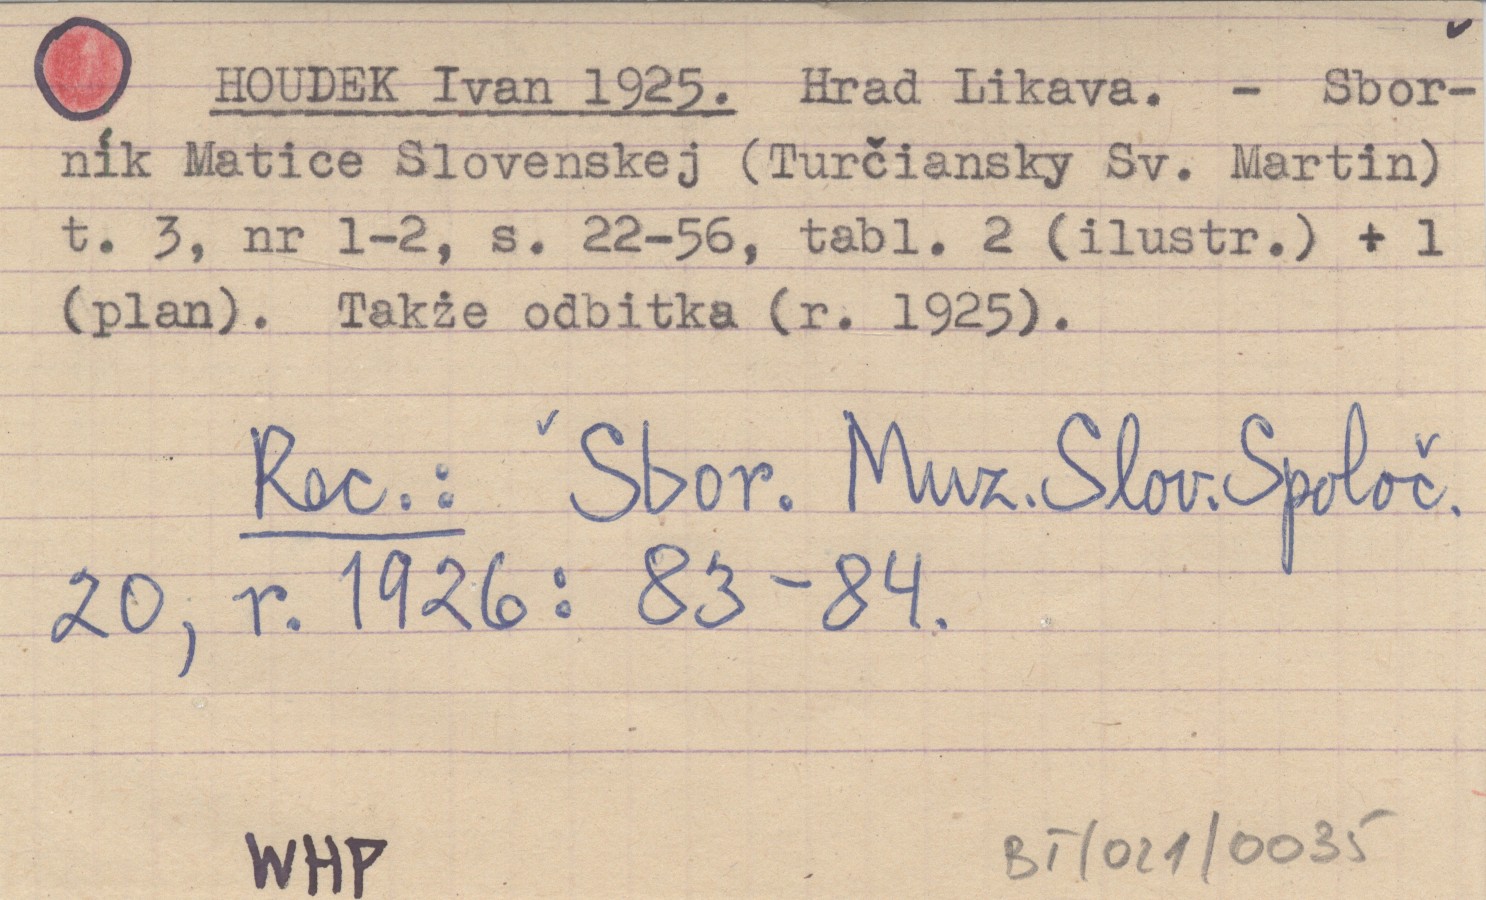 HOUDEK Ivan 1925. Hrad Likava. - Sbor-
ník Matice Slovenskej (Turčiansky Sv. Martin)
t. 3, nr 1-2, s. 22-56, tabl. 2 (ilustr.) + 1
(plan). Także odbitka (r. 1925).
Rec.: ˇSbor. Muz. Slov. Spoloč.
20, r. 1926: 83-84.
WHP
BT/021/0035